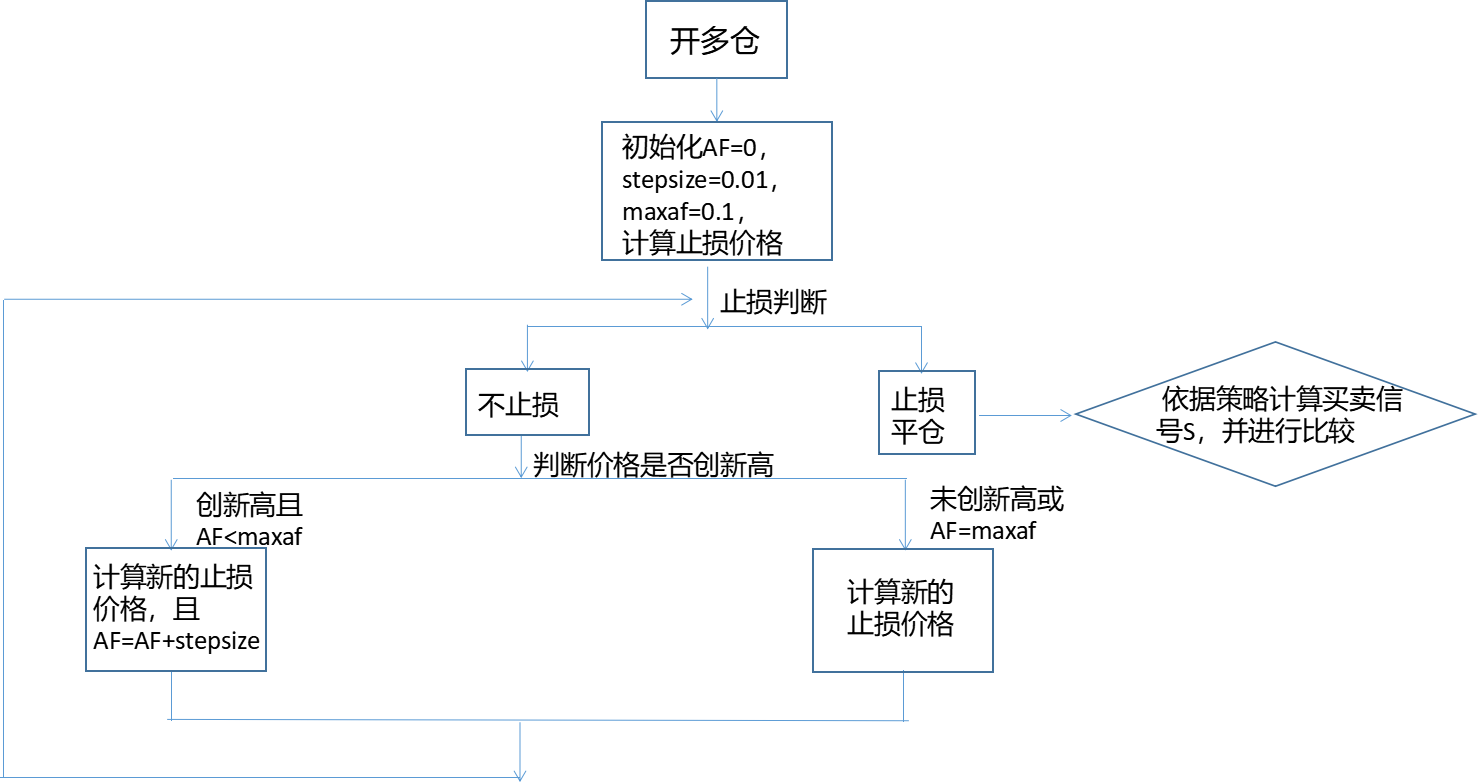 开多仓
初始化AF=0，
stepsize=0.01，
maxaf=0.1，
计算止损价格
止损判断
不止损
止损
平仓
依据策略计算买卖信
号S，并进行比较
判断价格是否创新高
创新高且
AF<maxaf
未创新高或
AF=maxaf
计算新的止损
价格，且
AF=AF+stepsize
计算新的
止损价格